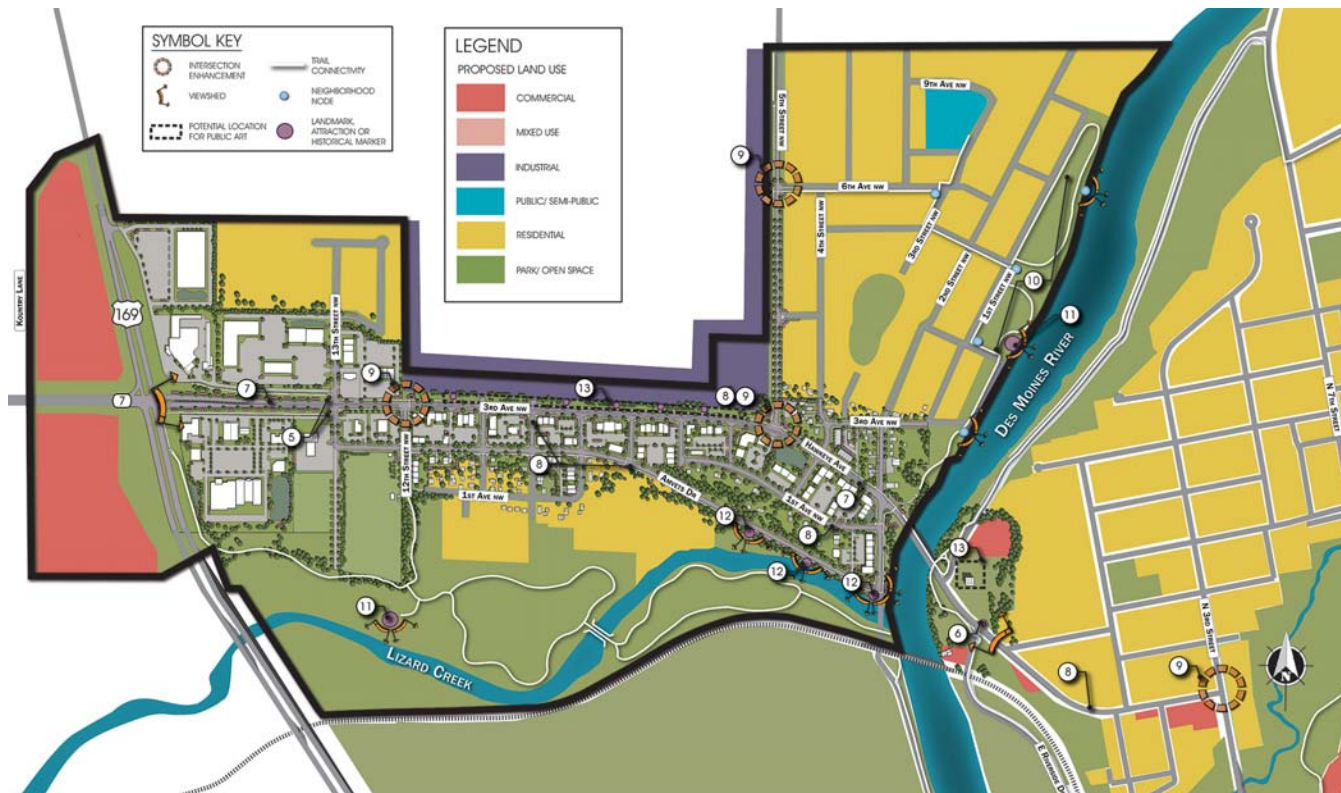 SYMBOL KEY
INTERSECTION
ENHANCEMENT
TRAIL
CONNECTIVITY
VIEWSHED
NEIGHBORHOOD
NODE
POTENTIAL LOCATION
FOR PUBLIC ART
LANDMARK,
ATTRACTION OR
HISTORICAL MARKER
LEGEND
PROPOSED LAND USE
COMMERCIAL
MIXED USE
INDUSTRIAL
PUBLIC/ SEMI-PUBLIC
RESIDENTIAL
PARK/ OPEN SPACE
5TH STREET NW
9TH AVE NW
9
6TH AVE NW
4TH STREET NW
3RD STREET NW
2ND STREET NW
1ST STREET NW
10
11
KOUNTRY LANE
169
13TH STREET NW
DES MOINES RIVER
N 7TH STREET
7
7
9
13
8
9
5
3RD AVE NW
3RD AVE NW
HAWKEYE AVE
12TH STREET NW
8
1ST AVE NW
AMVETS DR
7
1ST AVE NW
12
8
12
12
13
11
6
N 3RD STREET
LIZARD CREEK
8
9
E RIVERSIDE D